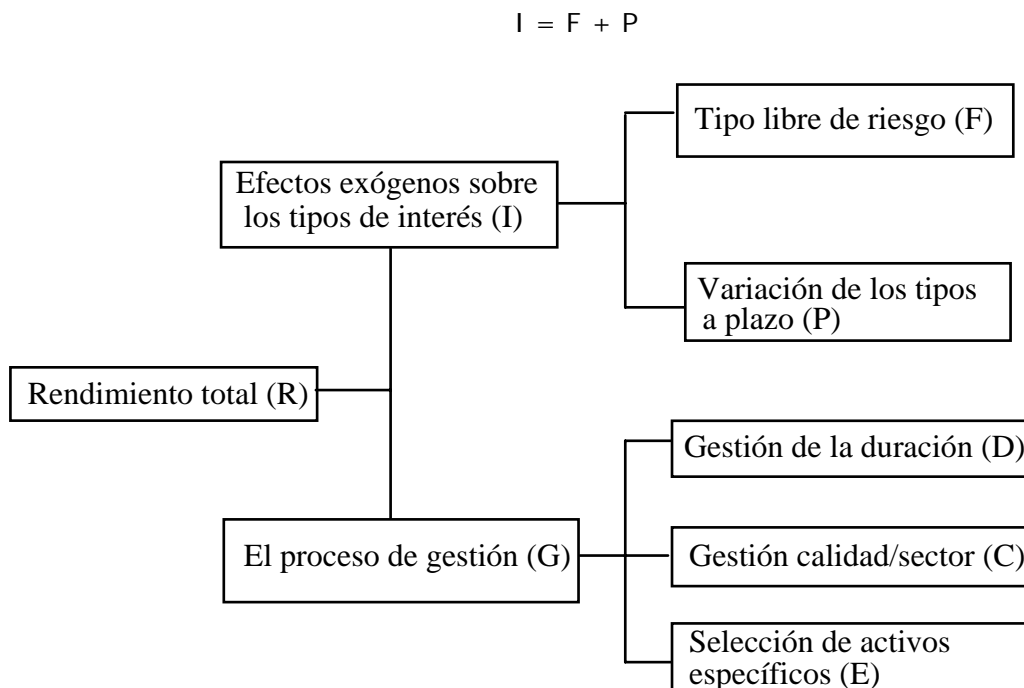 I = F + P
Tipo libre de riesgo (F)
Efectos exógenos sobre
los tipos de interés (I)
Variación de los tipos
a plazo (P)
Rendimiento total (R)
Gestión de la duración (D)
El proceso de gestión (G)
Gestión calidad/sector (C)
Selección de activos
específicos (E)